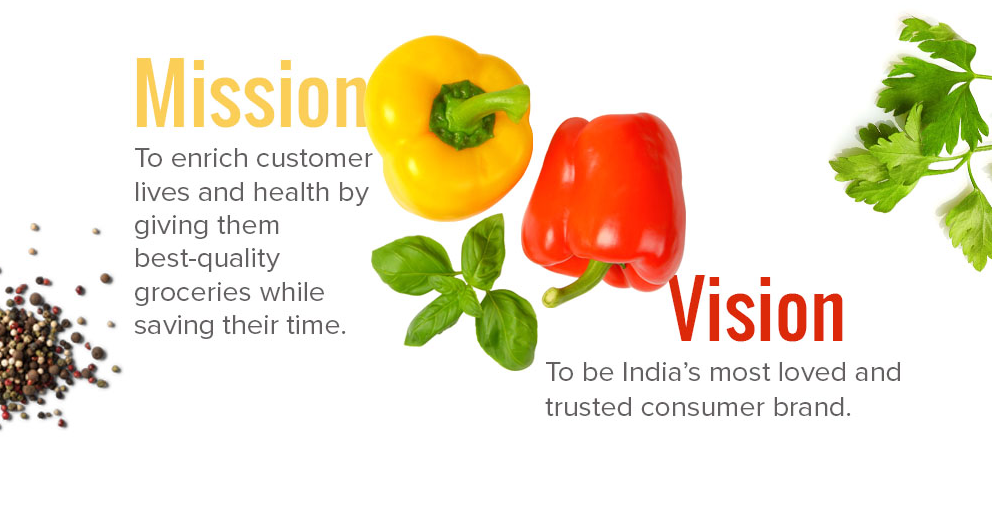 Mission
To enrich customer
lives and health by
giving them
best-quality
groceries while
saving their time.
Vision
To be India’s most loved and
trusted consumer brand.